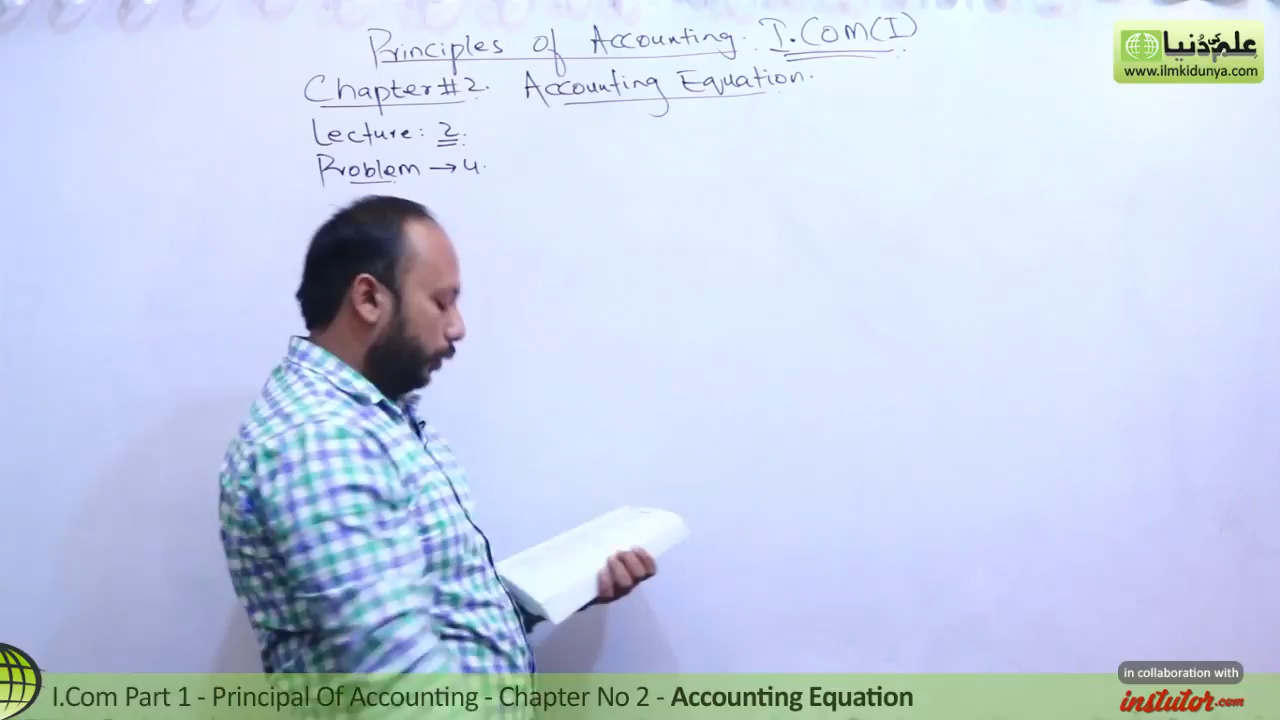 Principles of Accounting. I.Com(I)
Chapter#2. Accounting Equation.
Lecture: 2.
Problem → 4.
علم کی دنیا
www.ilmkidunya.com
in collaboration with
instutor.com
I.Com Part 1 - Principal Of Accounting - Chapter No 2 - Accounting Equation